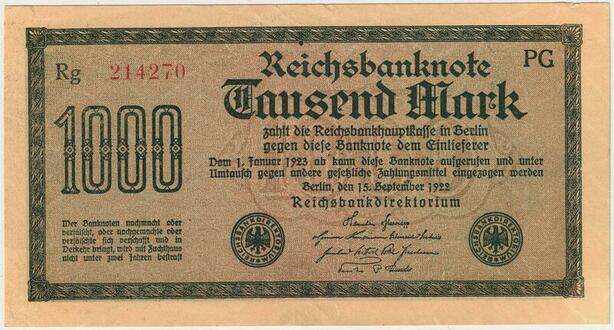 Rg 214270
PG
Reichsbanknote
Tausend Mark
1000
zahlt die Reichsbankhauptkasse in Berlin
gegen diese Banknote dem Einlieferer
Vom 1. Januar 1923 ab kann diese Banknote aufgerufen und unter
Umtausch gegen andere gesetzliche Zahlungsmittel eingezogen werden
Berlin, den 15. September 1922
Reichsbankdirektorium
Wer Banknoten nachmacht oder
verfälscht, oder nachgemachte oder
verfälschte sich verschafft und in
Verkehr bringt, wird mit Zuchthaus
nicht unter zwei Jahren bestraft
REICHSBANKDIREKTORIUM
REICHSBANKDIREKTORIUM